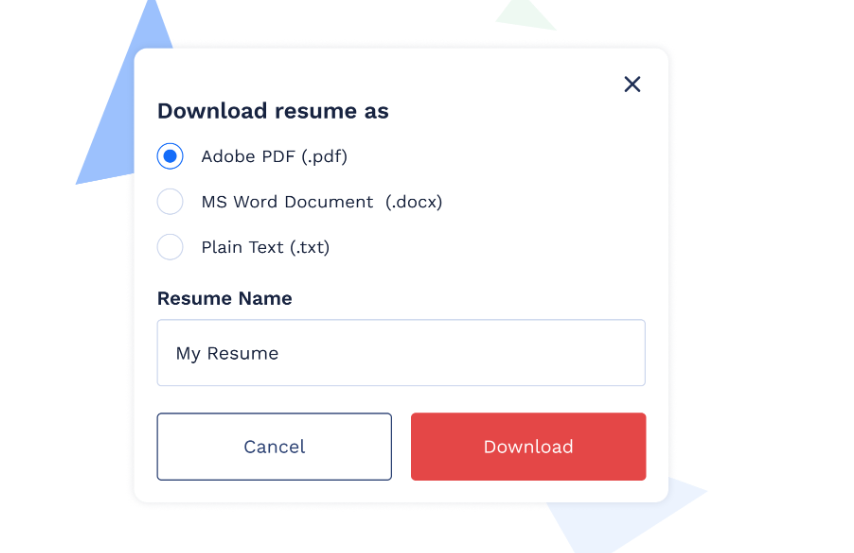 Download resume as
Adobe PDF (.pdf)
MS Word Document  (.docx)
Plain Text (.txt)
Resume Name
My Resume
Cancel
Download